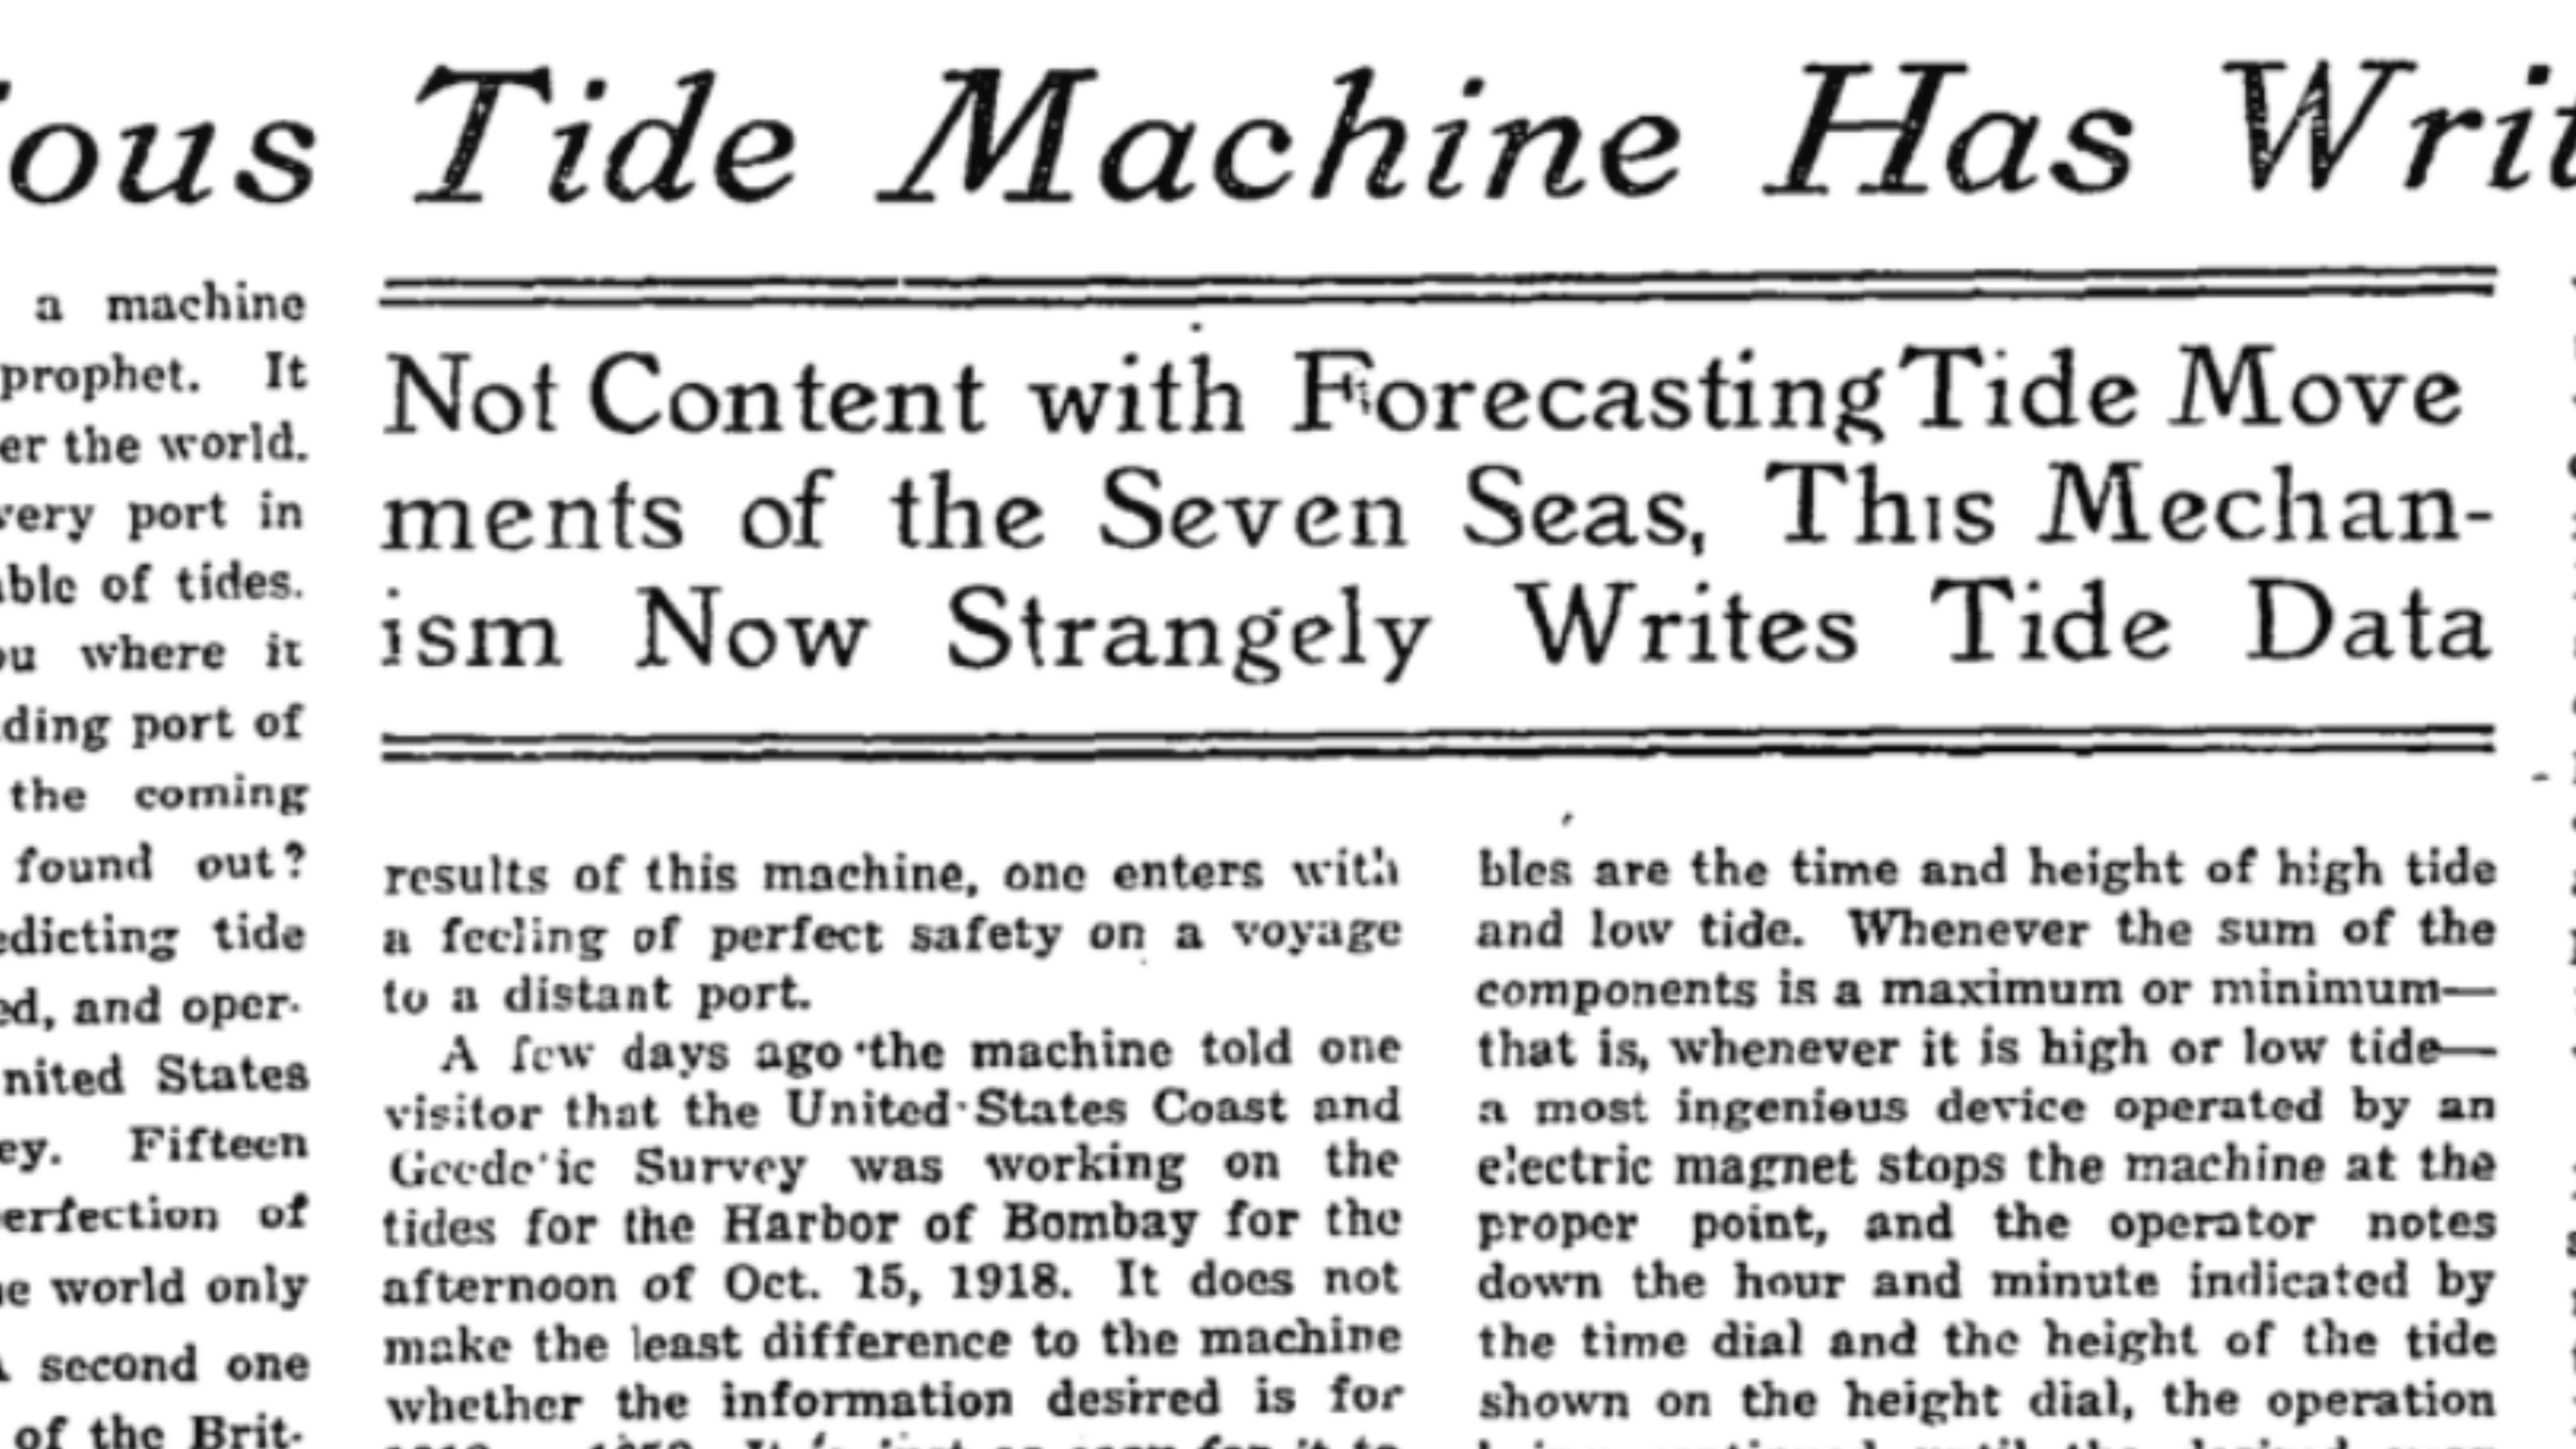 ious Tide Machine Has Writ
a machine
prophet. It
er the world.
very port in
able of tides.
ou where it
ding port of
the coming
found out?
edicting tide
ed, and oper-
nited States
ey. Fifteen
erfection of
e world only
A second one
of the Brit-
Not Content with Forecasting Tide Move
ments of the Seven Seas, This Mechan-
ism Now Strangely Writes Tide Data
results of this machine, one enters with
a feeling of perfect safety on a voyage
to a distant port.
A few days ago the machine told one
visitor that the United States Coast and
Geode'ic Survey was working on the
tides for the Harbor of Bombay for the
afternoon of Oct. 15, 1918. It does not
make the least difference to the machine
whether the information desired is for
bles are the time and height of high tide
and low tide. Whenever the sum of the
components is a maximum or minimum—
that is, whenever it is high or low tide—
a most ingenious device operated by an
electric magnet stops the machine at the
proper point, and the operator notes
down the hour and minute indicated by
the time dial and the height of the tide
shown on the height dial, the operation